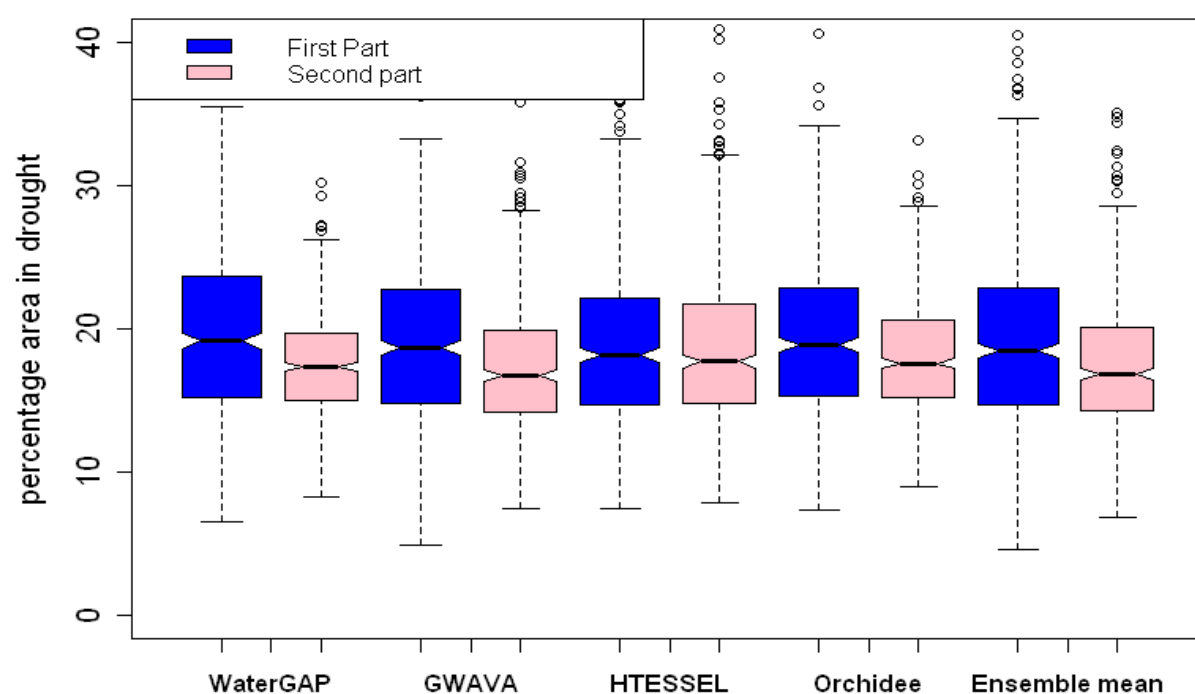 First Part
Second part
percentage area in drought
40
30
20
10
0
WaterGAP GWAVA HTESSEL Orchidee Ensemble mean